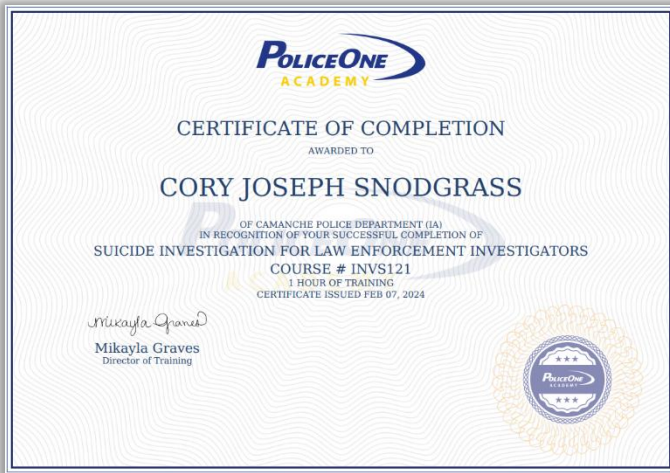 POLICEONE
ACADEMY
CERTIFICATE OF COMPLETION
AWARDED TO
CORY JOSEPH SNODGRASS
OF CAMANCHE POLICE DEPARTMENT (IA)
IN RECOGNITION OF YOUR SUCCESSFUL COMPLETION OF
SUICIDE INVESTIGATION FOR LAW ENFORCEMENT INVESTIGATORS
COURSE # INVS121
1 HOUR OF TRAINING
CERTIFICATE ISSUED FEB 07, 2024
Mikayla Graves
Mikayla Graves
Director of Training
POLICEONE
ACADEMY